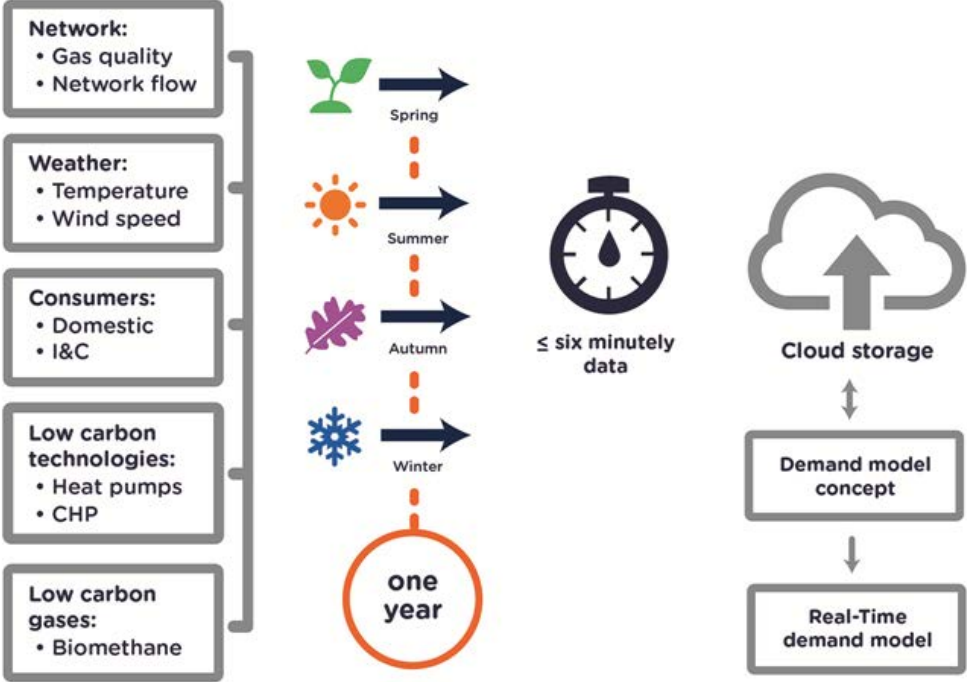 Network:
• Gas quality
• Network flow
Weather:
• Temperature
• Wind speed
Consumers:
• Domestic
• I&C
Low carbon
technologies:
• Heat pumps
• CHP
Low carbon
gases:
• Biomethane
Spring
Summer
Autumn
Winter
one
year
≤ six minutely
data
Cloud storage
Demand model
concept
Real-Time
demand model